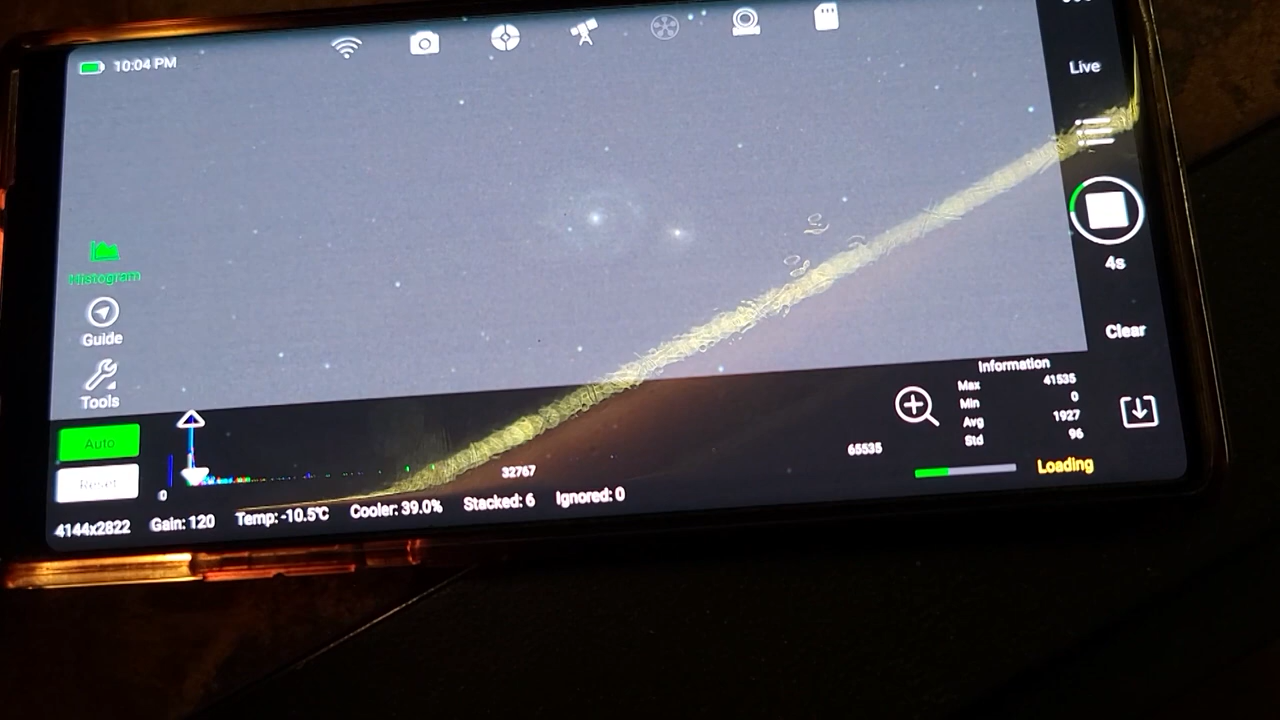 10:04 PM
Live
Histogram
Guide
4s
Tools
Clear
Auto
Reset
Information
Max 41535
Min 0
Avg 1927
Std 96
0
32767
65535
Loading
4144x2822 Gain: 120 Temp: -10.5℃ Cooler: 39.0% Stacked: 6 Ignored: 0